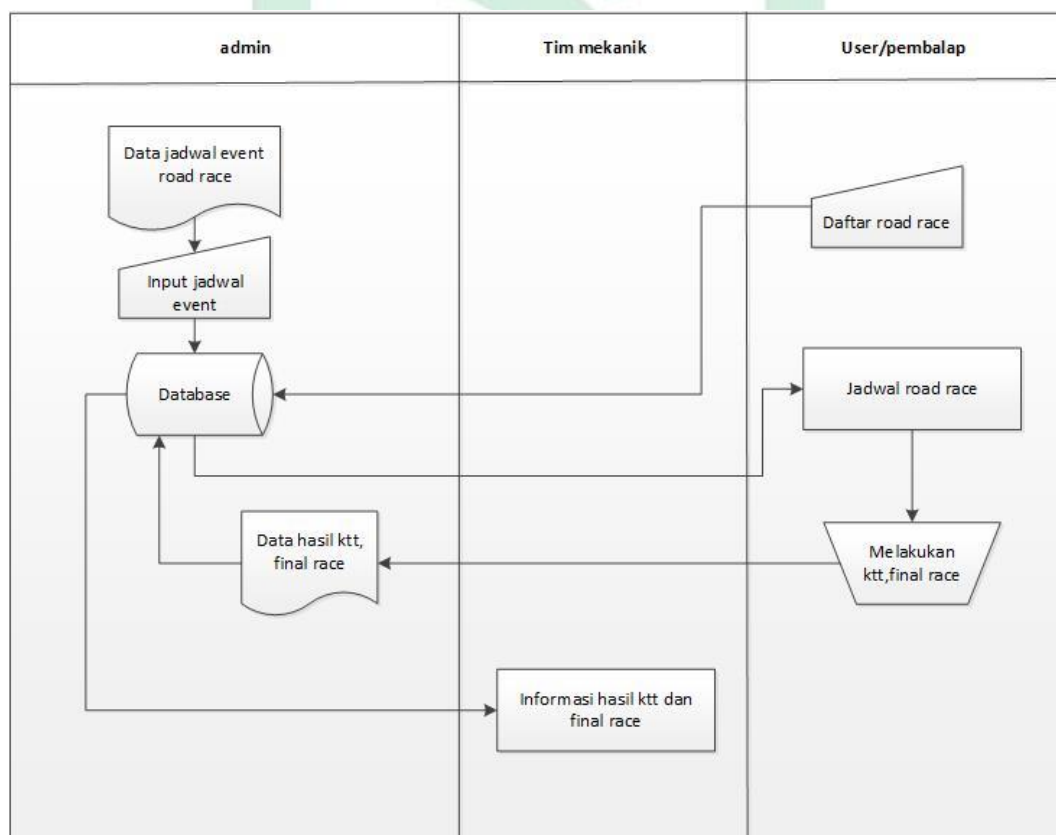 admin
Tim mekanik
User/pembalap
Data jadwal event
road race
Daftar road race
Input jadwal
event
Database
Jadwal road race
Data hasil ktt,
final race
Melakukan
ktt,final race
Informasi hasil ktt dan
final race